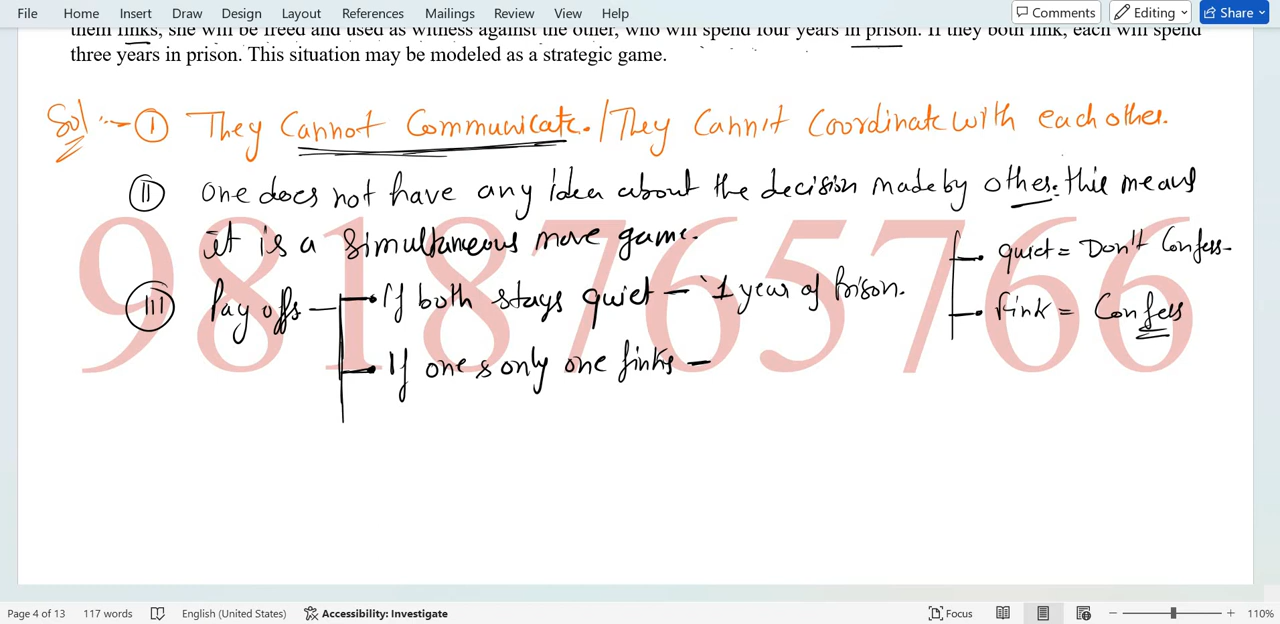 File Home Insert Draw Design Layout References Mailings Review View Help Comments Editing Share
them finks, she will be freed and used as witness against the other, who will spend four years in prison. If they both fink, each will spend
three years in prison. This situation may be modeled as a strategic game.
Sol :- (I) They Cannot Communicate. / They Cannot Coordinate with each other.
(II) One does not have any idea about the decision made by other. this means
it is a simultaneous move game.
quiet = Don't Confess-
(III) Pay offs If both stays quiet - 1 year of Prison.
fink = Confess
If one & only one finks -
9818765766
Page 4 of 13 117 words English (United States) Accessibility: Investigate Focus 110%